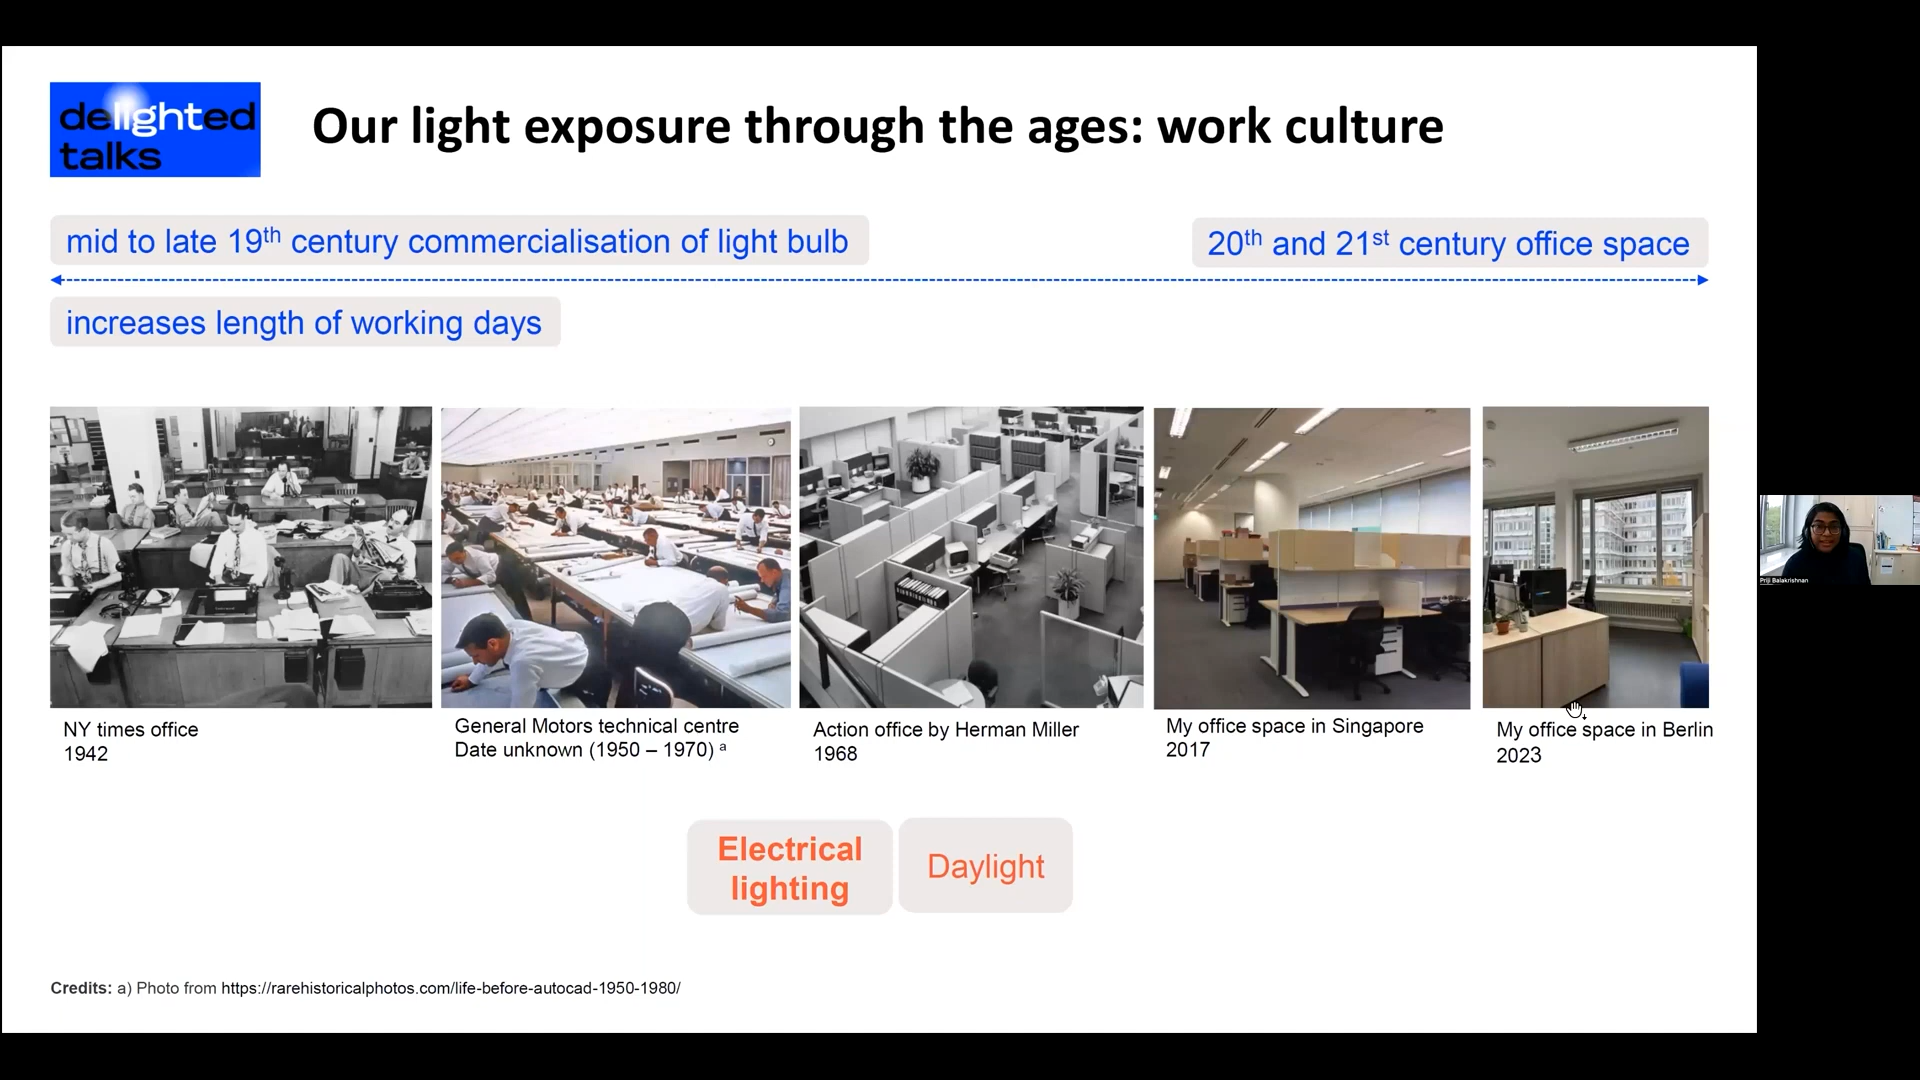 delighted
talks
Our light exposure through the ages: work culture
mid to late 19th century commercialisation of light bulb
20th and 21st century office space
increases length of working days
NY times office
1942
General Motors technical centre
Date unknown (1950 – 1970) a
Action office by Herman Miller
1968
My office space in Singapore
2017
My office space in Berlin
2023
Electrical
lighting
Daylight
Credits: a) Photo from https://rarehistoricalphotos.com/life-before-autocad-1950-1980/
Priji Balakrishnan